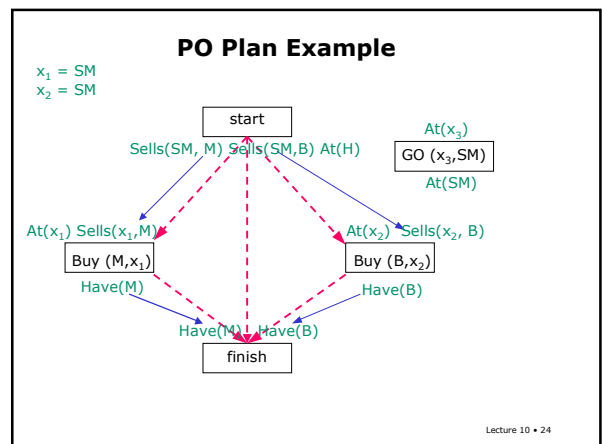 PO Plan Example
x₁ = SM
x₂ = SM
start
Sells(SM, M) Sells(SM,B) At(H)
At(x₃)
GO (x₃,SM)
At(SM)
At(x₁) Sells(x₁,M)
Buy (M,x₁)
Have(M)
At(x₂) Sells(x₂, B)
Buy (B,x₂)
Have(B)
Have(M) Have(B)
finish
Lecture 10 • 24